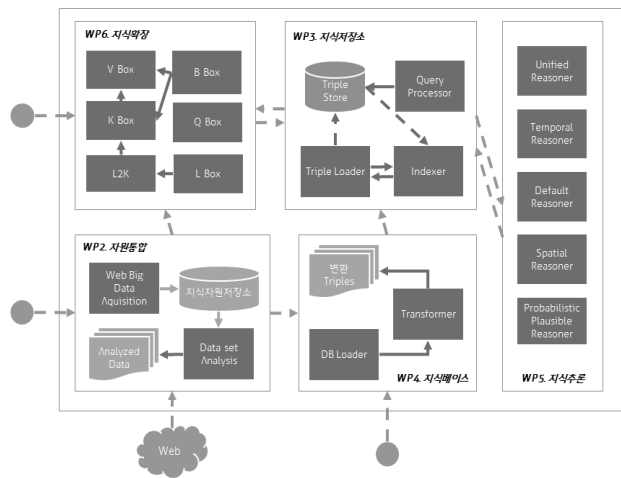 WP6. 지식확장
V Box
B Box
K Box
Q Box
L2K
L Box
WP3. 지식저장소
Triple
Store
Query
Processor
Triple Loader
Indexer
Unified
Reasoner
Temporal
Reasoner
Default
Reasoner
Spatial
Reasoner
Probabilistic
Plausible
Reasoner
WP5. 지식추론
WP2. 자원통합
Web Big
Data
Aquisition
지식자원저장소
Analyzed
Data
Data set
Analysis
변환
Triples
Transformer
DB Loader
WP4. 지식베이스
Web